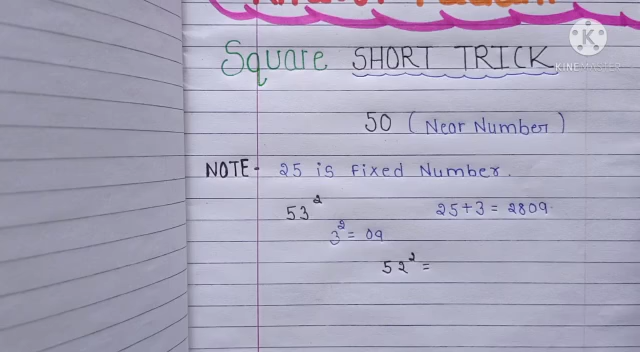 Square SHORT TRICK
KINEMASTER
50 (Near Number)
NOTE- 25 is Fixed Number.
53² 25+3 = 2809.
3² = 09
52² =